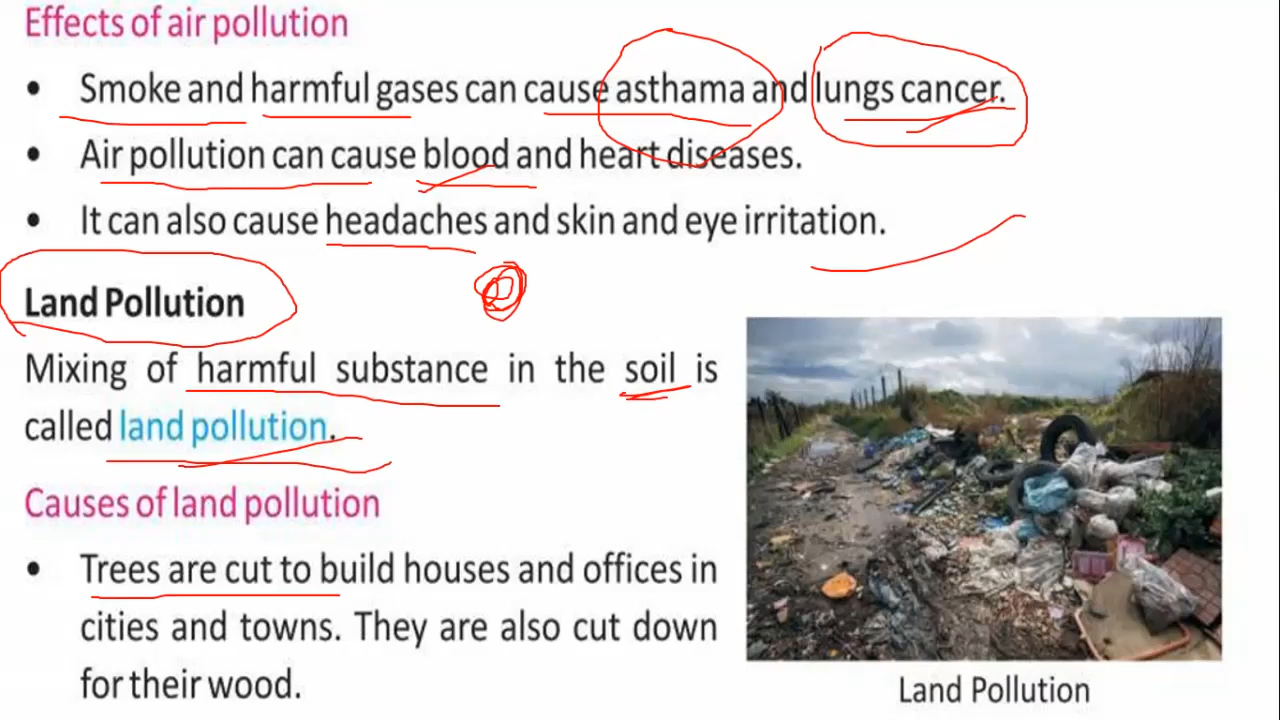 Effects of air pollution
• Smoke and harmful gases can cause asthama and lungs cancer.
• Air pollution can cause blood and heart diseases.
• It can also cause headaches and skin and eye irritation.
Land Pollution
Mixing of harmful substance in the soil is
called land pollution.
Causes of land pollution
• Trees are cut to build houses and offices in
cities and towns. They are also cut down
for their wood.
Land Pollution